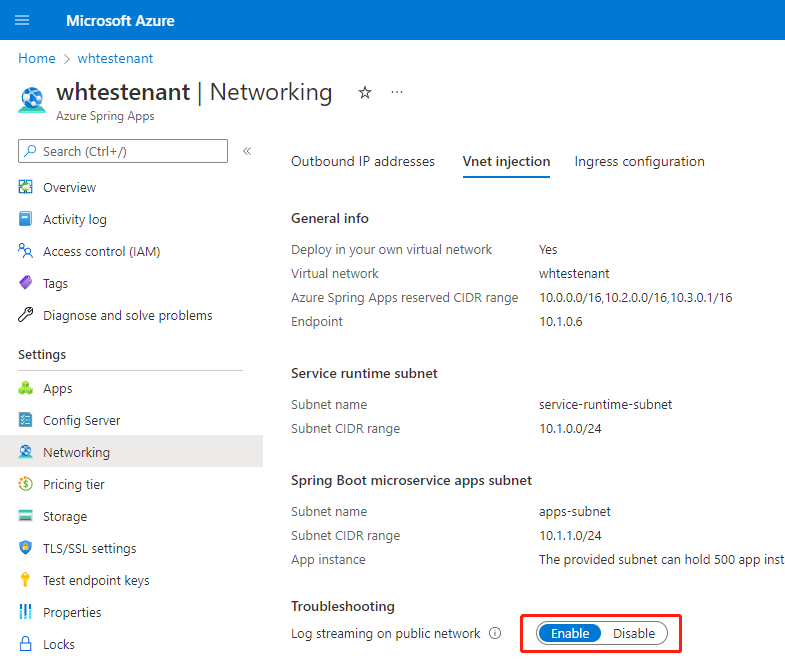 Microsoft Azure
Home > whtestenant
whtestenant | Networking
Azure Spring Apps
Search (Ctrl+/)
Overview
Activity log
Access control (IAM)
Tags
Diagnose and solve problems
Settings
Apps
Config Server
Networking
Pricing tier
Storage
TLS/SSL settings
Test endpoint keys
Properties
Locks
Outbound IP addresses Vnet injection Ingress configuration
General info
Deploy in your own virtual network Yes
Virtual network whtestenant
Azure Spring Apps reserved CIDR range 10.0.0.0/16,10.2.0.0/16,10.3.0.1/16
Endpoint 10.1.0.6
Service runtime subnet
Subnet name service-runtime-subnet
Subnet CIDR range 10.1.0.0/24
Spring Boot microservice apps subnet
Subnet name apps-subnet
Subnet CIDR range 10.1.1.0/24
App instance The provided subnet can hold 500 app inst
Troubleshooting
Log streaming on public network Enable Disable